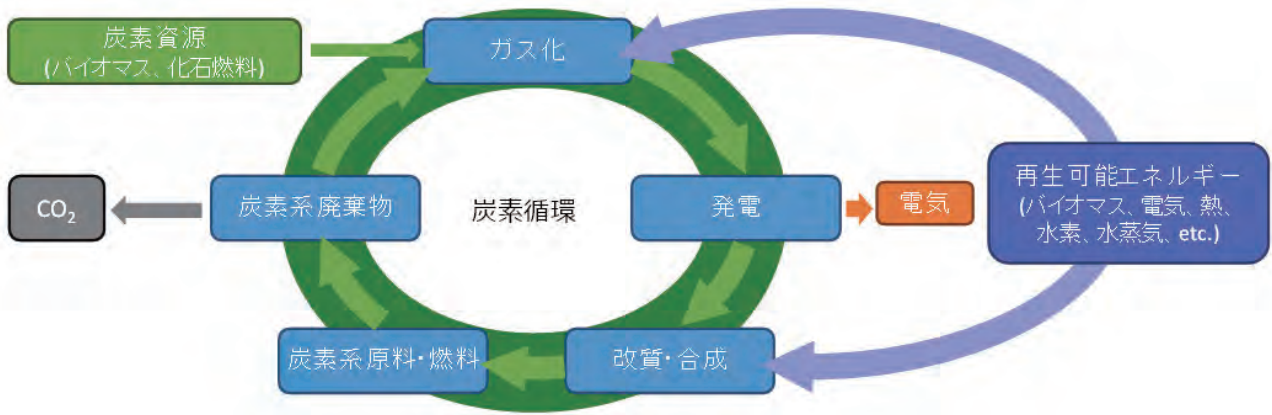 炭素資源
(バイオマス、化石燃料)
ガス化
CO₂
炭素系廃棄物
炭素循環
発電
電気
再生可能エネルギー
(バイオマス、電気、熱、
水素、水蒸気、etc.)
炭素系原料・燃料
改質・合成